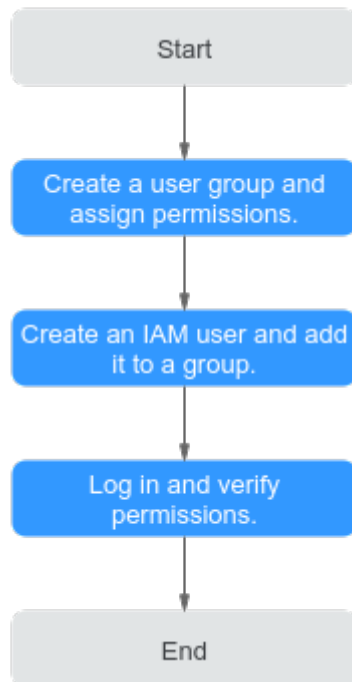 Start
Create a user group and
assign permissions.
Create an IAM user and add
it to a group.
Log in and verify
permissions.
End